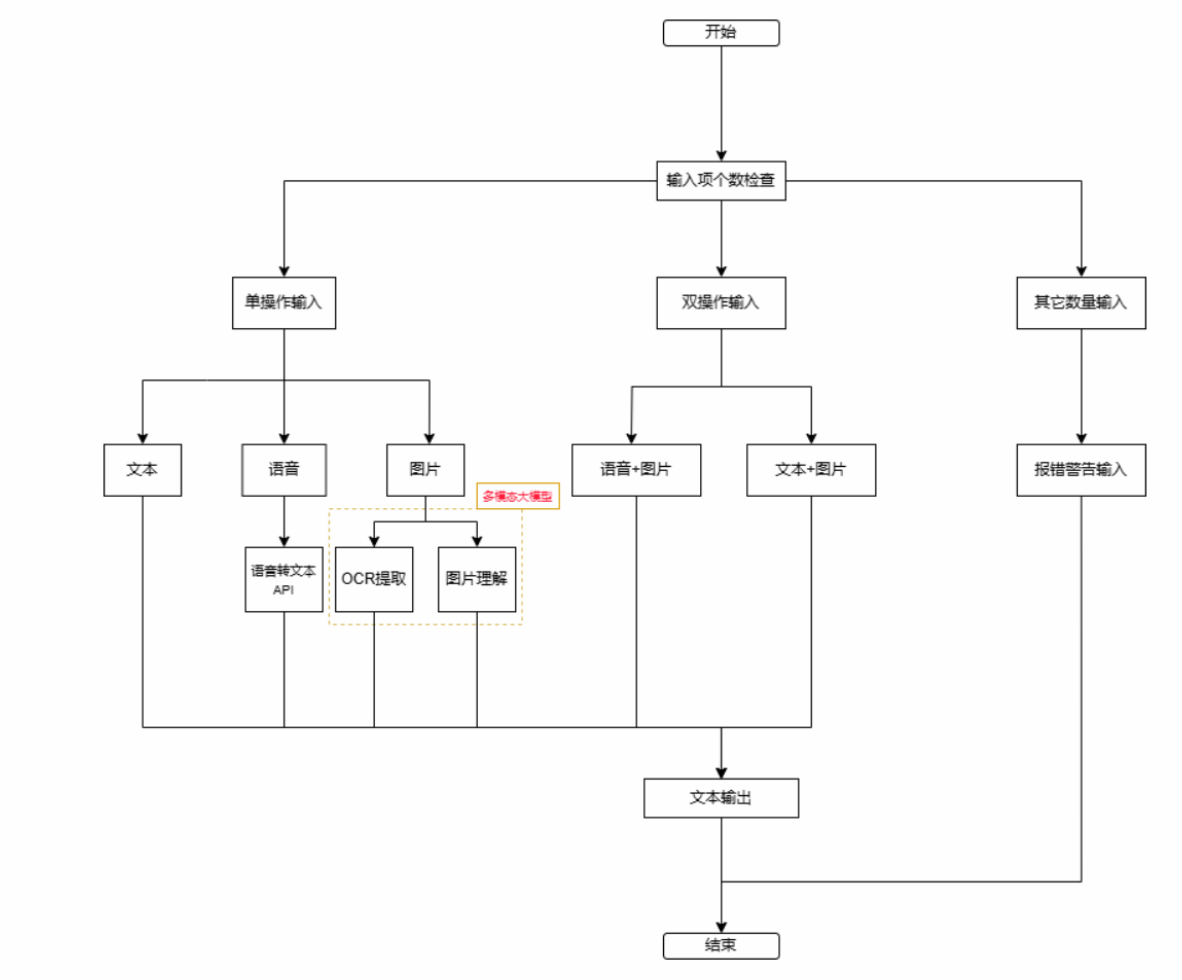 开始
输入项个数检查
单操作输入
双操作输入
其它数量输入
文本
语音
图片
语音+图片
文本+图片
报错警告输入
多模态大模型
语音转文本
API
OCR提取
图片理解
文本输出
结束